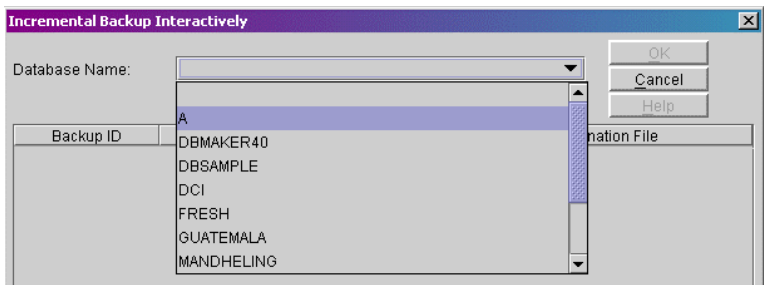 Incremental Backup Interactively
Database Name:
OK
Cancel
Help
A
DBMAKER40
DBSAMPLE
DCI
FRESH
GUATEMALA
MANDHELING
Backup ID
nation File